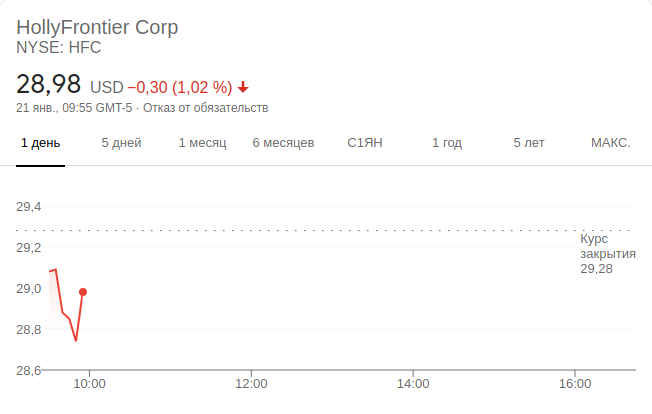 HollyFrontier Corp
NYSE: HFC
28,98 USD −0,30 (1,02 %)
21 янв., 09:55 GMT-5 · Отказ от обязательств
1 день 5 дней 1 месяц 6 месяцев С1ЯН 1 год 5 лет МАКС.
29,4
Курс
закрытия
29,28
29,2
29,0
28,8
28,6
10:00 12:00 14:00 16:00